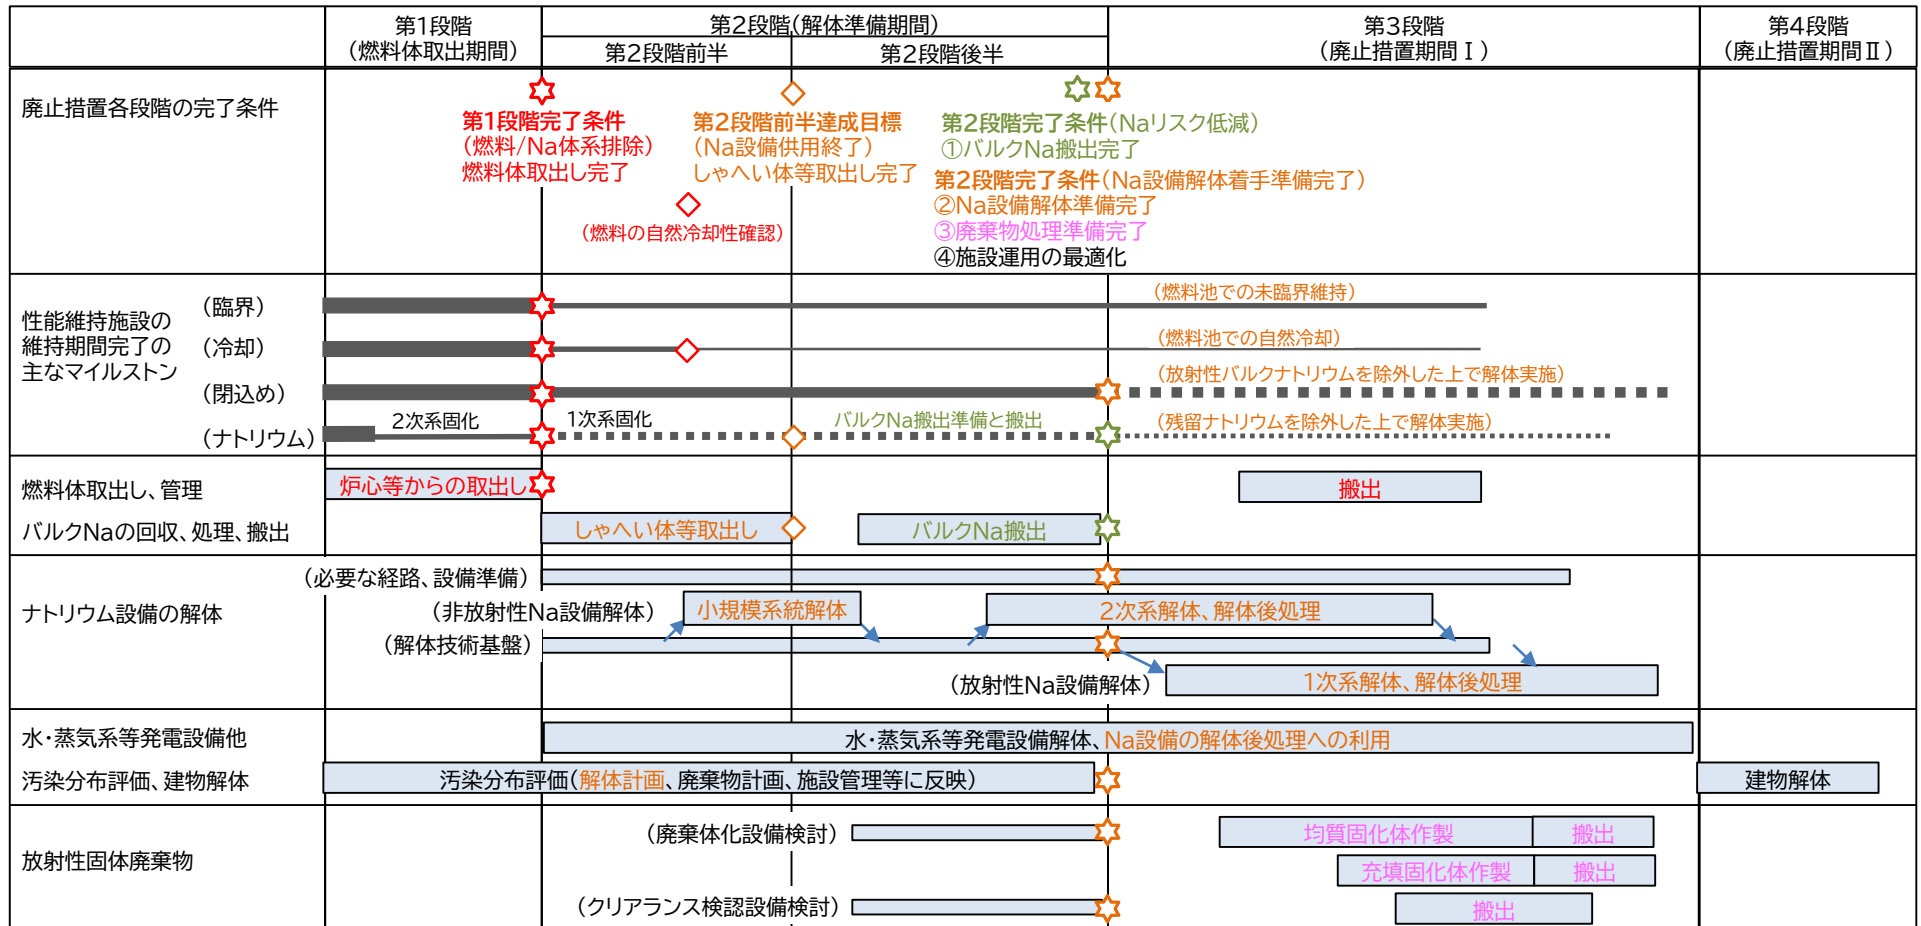 第1段階
(燃料体取出期間)
第2段階(解体準備期間)
第2段階前半
第2段階後半
第3段階
(廃止措置期間Ⅰ)
第4段階
(廃止措置期間Ⅱ)
廃止措置各段階の完了条件
第1段階完了条件
(燃料/Na体系排除)
燃料体取出し完了
第2段階前半達成目標
(Na設備供用終了)
しゃへい体等取出し完了
(燃料の自然冷却性確認)
第2段階完了条件(Naリスク低減)
①バルクNa搬出完了
第2段階完了条件(Na設備解体着手準備完了)
②Na設備解体準備完了
③廃棄物処理準備完了
④施設運用の最適化
性能維持施設の
維持期間完了の
主なマイルストン
(臨界)
(燃料池での未臨界維持)
(冷却)
(燃料池での自然冷却)
(閉込め)
(放射性バルクナトリウムを除外した上で解体実施)
(ナトリウム)
2次系固化
1次系固化
バルクNa搬出準備と搬出
(残留ナトリウムを除外した上で解体実施)
燃料体取出し、管理
炉心等からの取出し
搬出
バルクNaの回収、処理、搬出
しゃへい体等取出し
バルクNa搬出
ナトリウム設備の解体
(必要な経路、設備準備)
(非放射性Na設備解体)
小規模系統解体
2次系解体、解体後処理
(解体技術基盤)
(放射性Na設備解体)
1次系解体、解体後処理
水・蒸気系等発電設備他
水・蒸気系等発電設備解体、Na設備の解体後処理への利用
汚染分布評価、建物解体
汚染分布評価(解体計画、廃棄物計画、施設管理等に反映)
建物解体
放射性固体廃棄物
(廃棄体化設備検討)
均質固化体作製
搬出
充填固化体作製
搬出
(クリアランス検認設備検討)
搬出